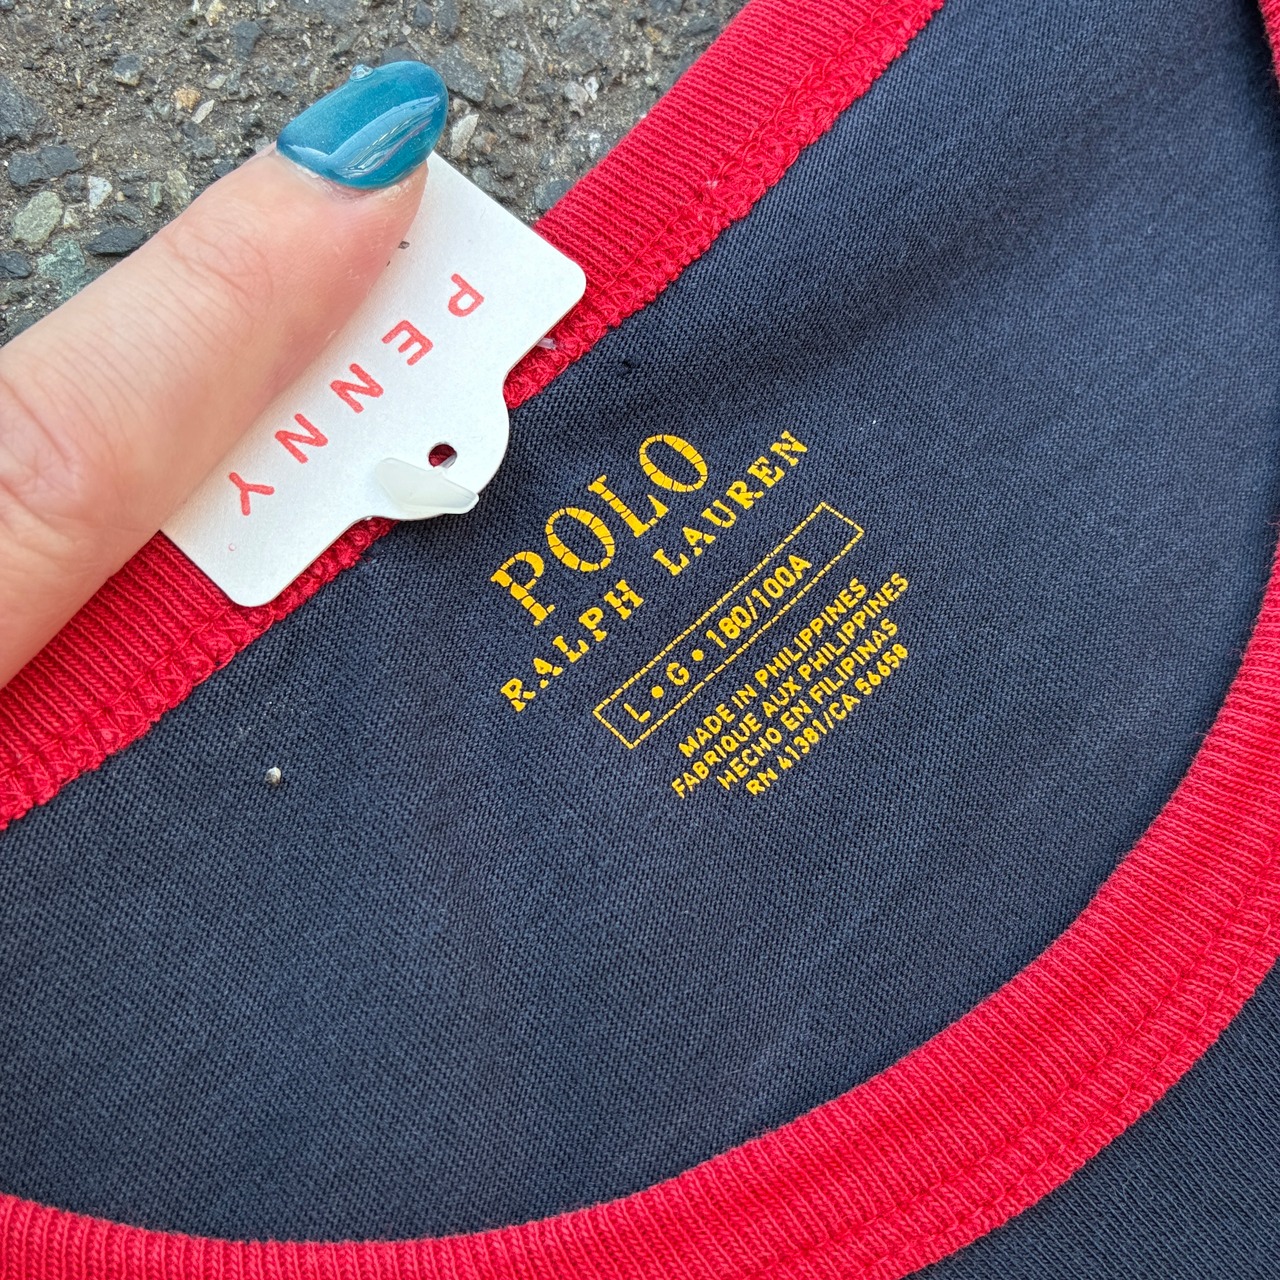 PENNY
POLO
RALPH LAUREN
L • G • 180/100A
MADE IN PHILIPPINES
FABRIQUE AUX PHILIPPINES
HECHO EN FILIPINAS
RN 41381//CA 56658